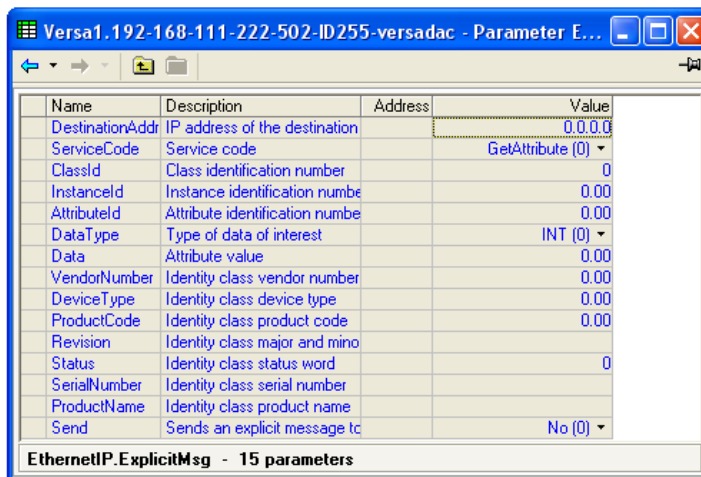 Versa1.192-168-111-222-502-ID255-versadac - Parameter E...
Name Description Address Value
DestinationAddr IP address of the destination 0.0.0.0
ServiceCode Service code GetAttribute (0)
ClassId Class identification number 0
InstanceId Instance identification numbe 0.00
AttributeId Attribute identification numbe 0.00
DataType Type of data of interest INT (0)
Data Attribute value 0.00
VendorNumber Identity class vendor number 0.00
DeviceType Identity class device type 0.00
ProductCode Identity class product code 0.00
Revision Identity class major and mino
Status Identity class status word 0
SerialNumber Identity class serial number
ProductName Identity class product name
Send Sends an explicit message to No (0)
EthernetIP.ExplicitMsg - 15 parameters